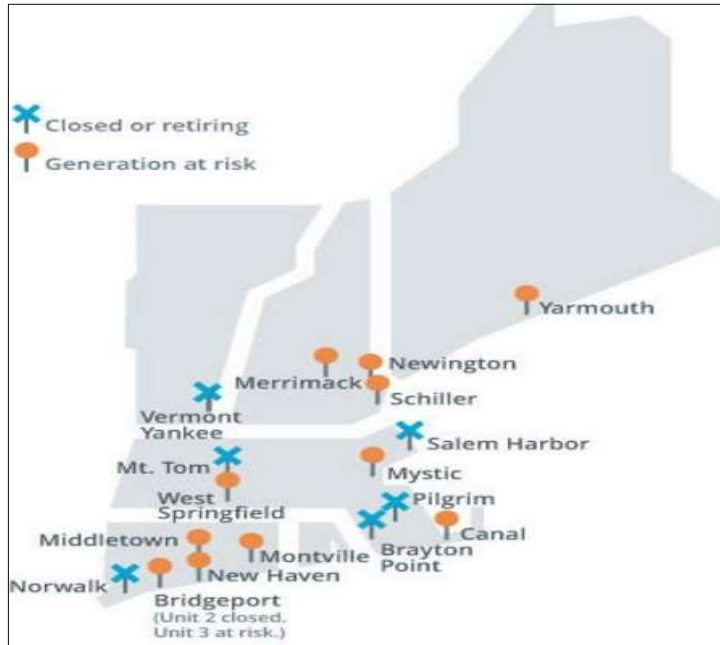 Closed or retiring
Generation at risk
Yarmouth
Newington
Merrimack
Schiller
Vermont
Yankee
Salem Harbor
Mt. Tom
Mystic
West
Springfield
Pilgrim
Canal
Brayton
Point
Middletown
Montville
New Haven
Norwalk
Bridgeport
(Unit 2 closed.
Unit 3 at risk.)